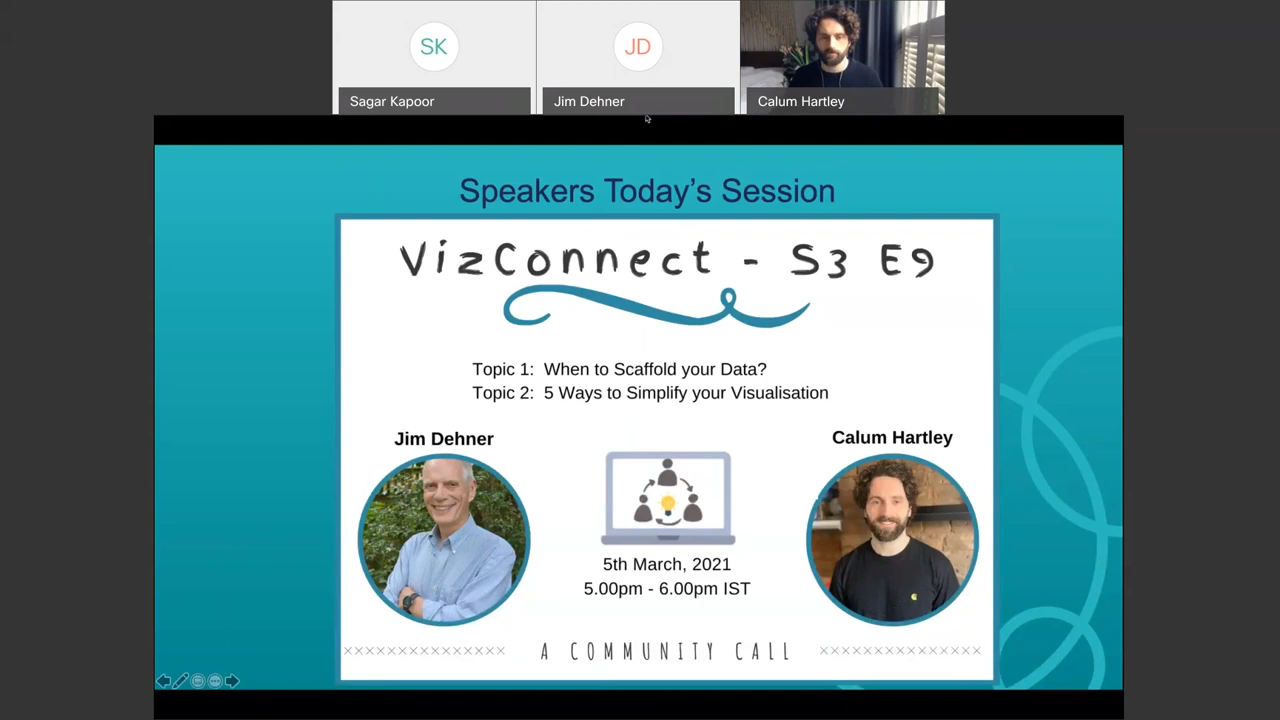 SK
JD
Sagar Kapoor
Jim Dehner
Calum Hartley
Speakers Today's Session
VizConnect - S3 E9
Topic 1: When to Scaffold your Data?
Topic 2: 5 Ways to Simplify your Visualisation
Jim Dehner
Calum Hartley
5th March, 2021
5.00pm - 6.00pm IST
A COMMUNITY CALL